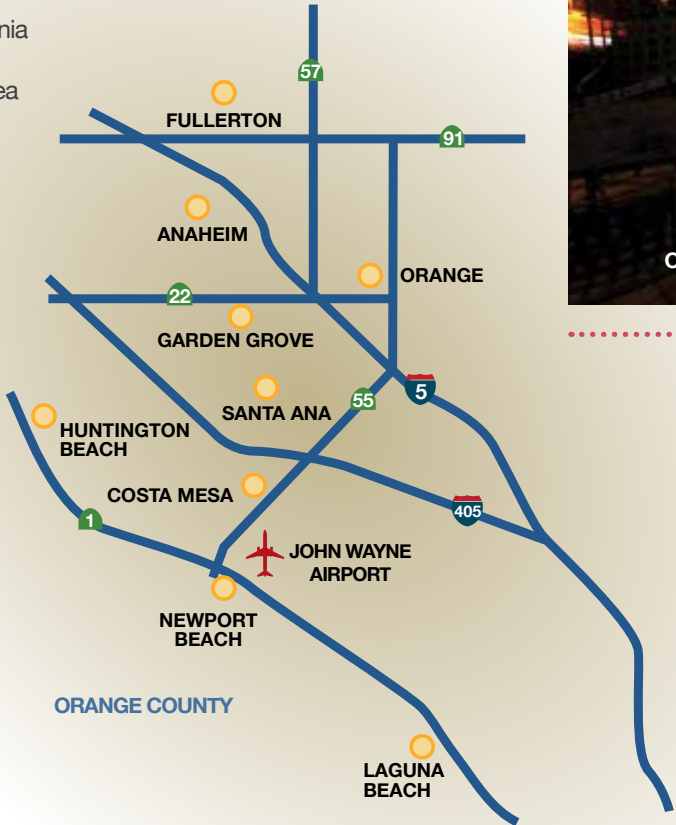 57
FULLERTON
91
ANAHEIM
ORANGE
22
GARDEN GROVE
5
55
SANTA ANA
HUNTINGTON
BEACH
COSTA MESA
405
1
JOHN WAYNE
AIRPORT
NEWPORT
BEACH
ORANGE COUNTY
LAGUNA
BEACH